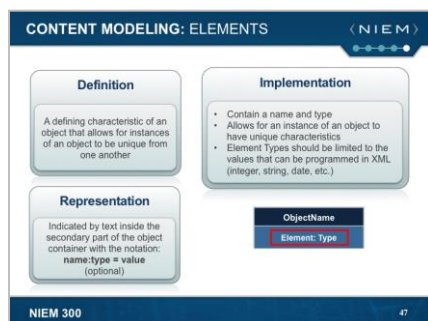 CONTENT MODELING: ELEMENTS
NIEM
Definition
A defining characteristic of an
object that allows for instances
of an object to be unique from
one another
Implementation
• Contain a name and type
• Allows for an instance of an object to
have unique characteristics
• Element Types should be limited to the
values that can be programmed in XML
(integer, string, date, etc.)
Representation
Indicated by text inside the
secondary part of the object
container with the notation:
name:type = value
(optional)
ObjectName
Element: Type
NIEM 300
47